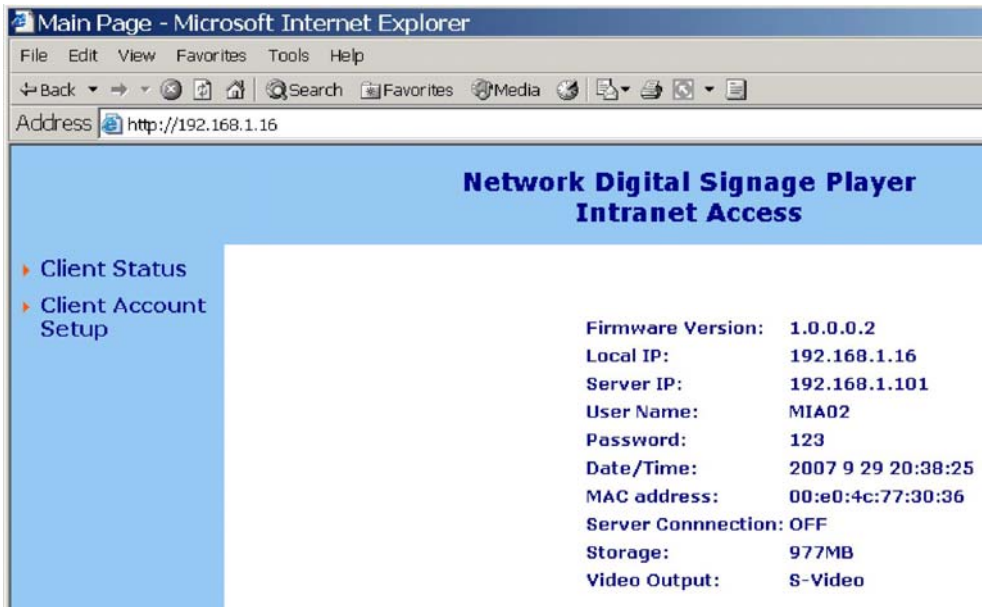 Main Page - Microsoft Internet Explorer
File Edit View Favorites Tools Help
Back Search Favorites Media
Address http://192.168.1.16
Network Digital Signage Player
Intranet Access
Client Status
Client Account
Setup
Firmware Version: 1.0.0.0.2
Local IP: 192.168.1.16
Server IP: 192.168.1.101
User Name: MIA02
Password: 123
Date/Time: 2007 9 29 20:38:25
MAC address: 00:e0:4c:77:30:36
Server Connnection: OFF
Storage: 977MB
Video Output: S-Video